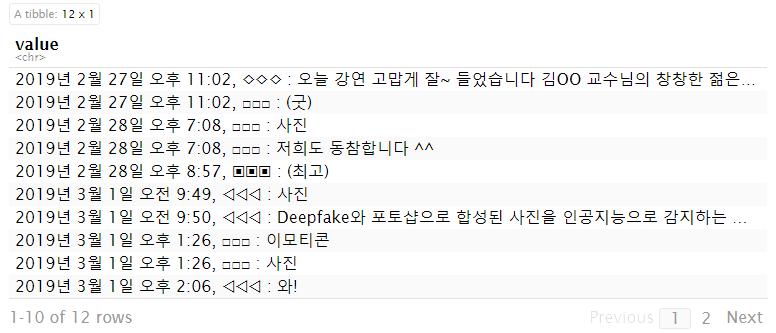 A tibble: 12 x 1
value
<chr>
2019년 2월 27일 오후 11:02, ◇◇◇ : 오늘 강연 고맙게 잘~ 들었습니다 김OO 교수님의 창창한 젊은...
2019년 2월 27일 오후 11:02, □□□ : (굿)
2019년 2월 28일 오후 7:08, □□□ : 사진
2019년 2월 28일 오후 7:08, □□□ : 저희도 동참합니다 ^^
2019년 2월 28일 오후 8:57, ▣▣▣ : (최고)
2019년 3월 1일 오전 9:49, ◁◁◁ : 사진
2019년 3월 1일 오전 9:50, ◁◁◁ : Deepfake와 포토샵으로 합성된 사진을 인공지능으로 감지하는 ...
2019년 3월 1일 오후 1:26, □□□ : 이모티콘
2019년 3월 1일 오후 1:26, □□□ : 사진
2019년 3월 1일 오후 2:06, ◁◁◁ : 와!
1-10 of 12 rows Previous 1 2 Next